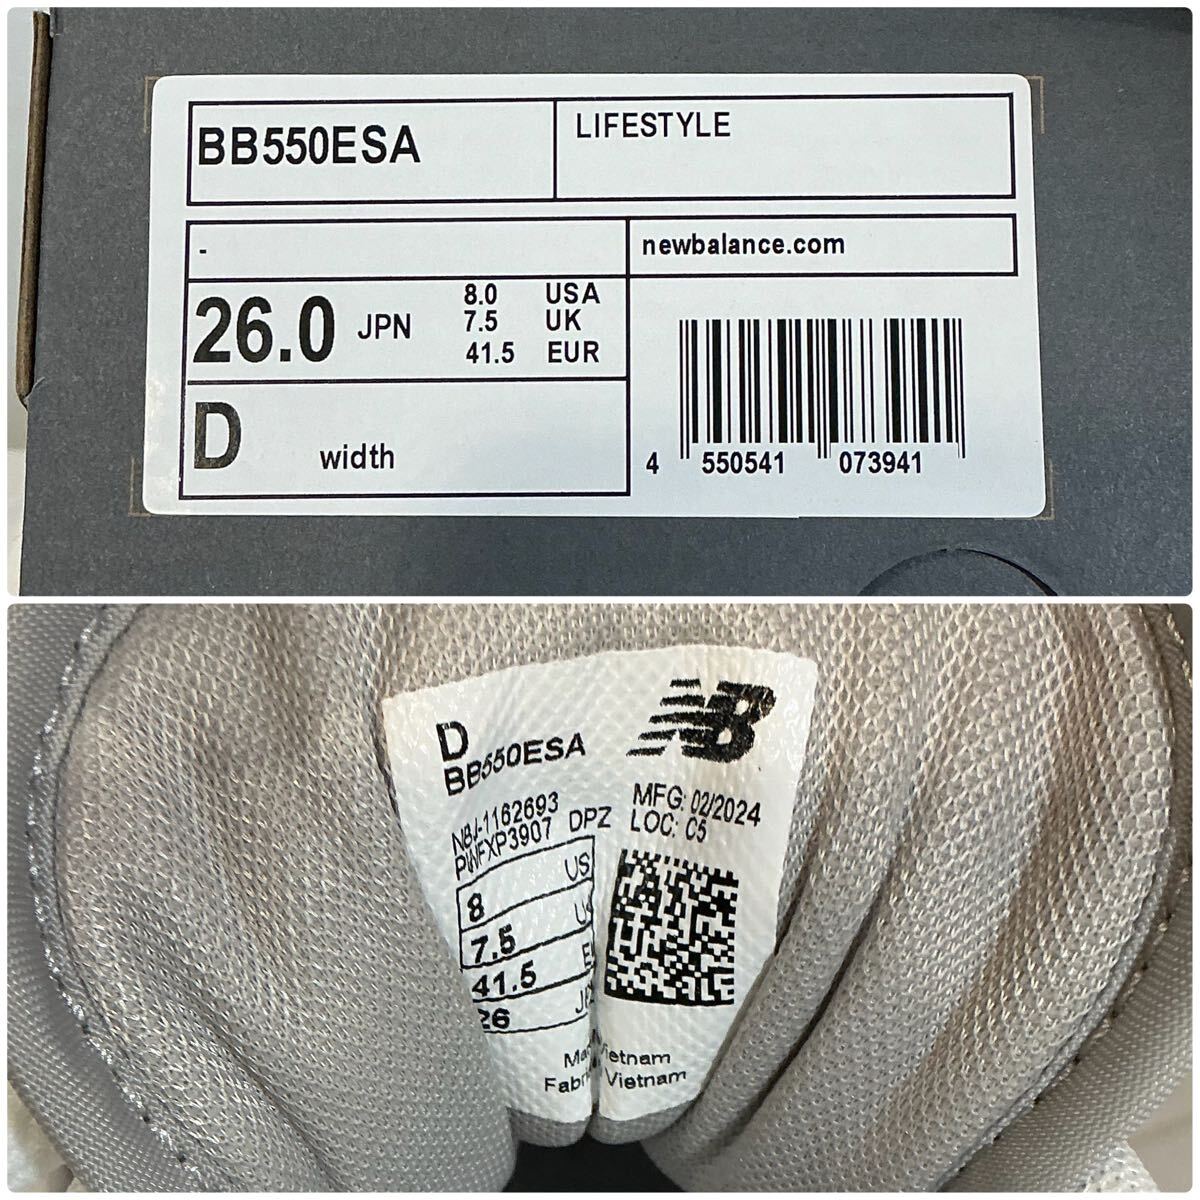 BB550ESA
LIFESTYLE
-
newbalance.com
26.0 JPN
8.0 USA
7.5 UK
41.5 EUR
D width
4 550541 073941
D
BB550ESA
NBJ-1162693
PWFXP3907 DPZ
NB
MFG: 02/2024
LOC: C5
8 US
7.5
41.5
26
Vietnam
Vietnam